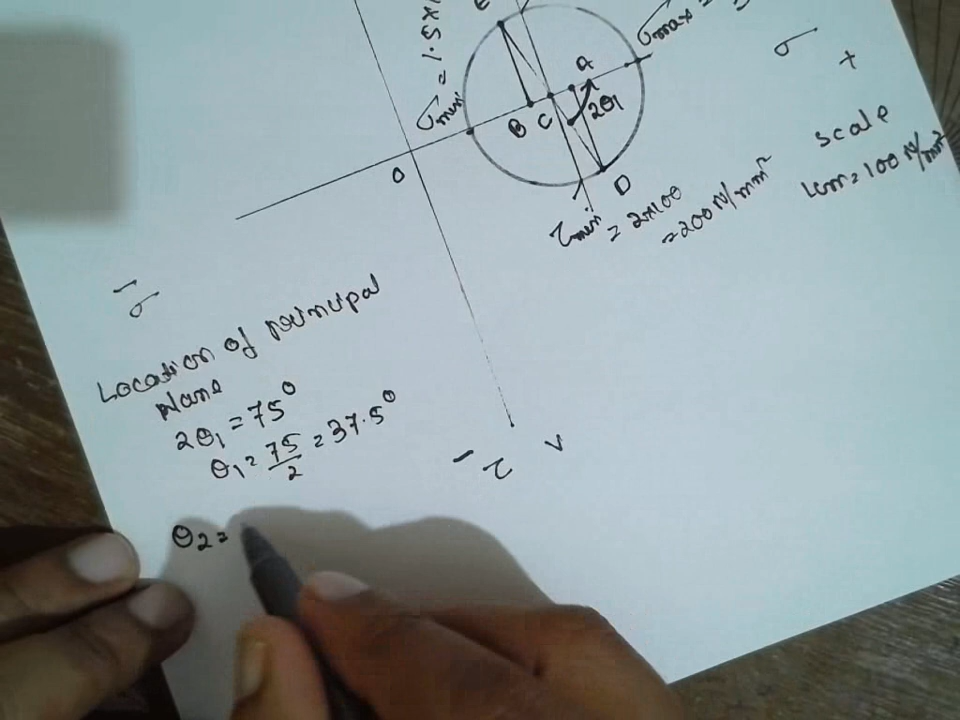 E
σmin = 1.5×1
σmax =
σ
+
A
2θ1
B
C
D
O
τmin = 2×100
=200 N/mm²
scale
1cm=100 N/mm²
-
σ
Location of principal
plane
2θ1 = 75°
θ1= 75/2 = 37.5°
- τ
θ2=